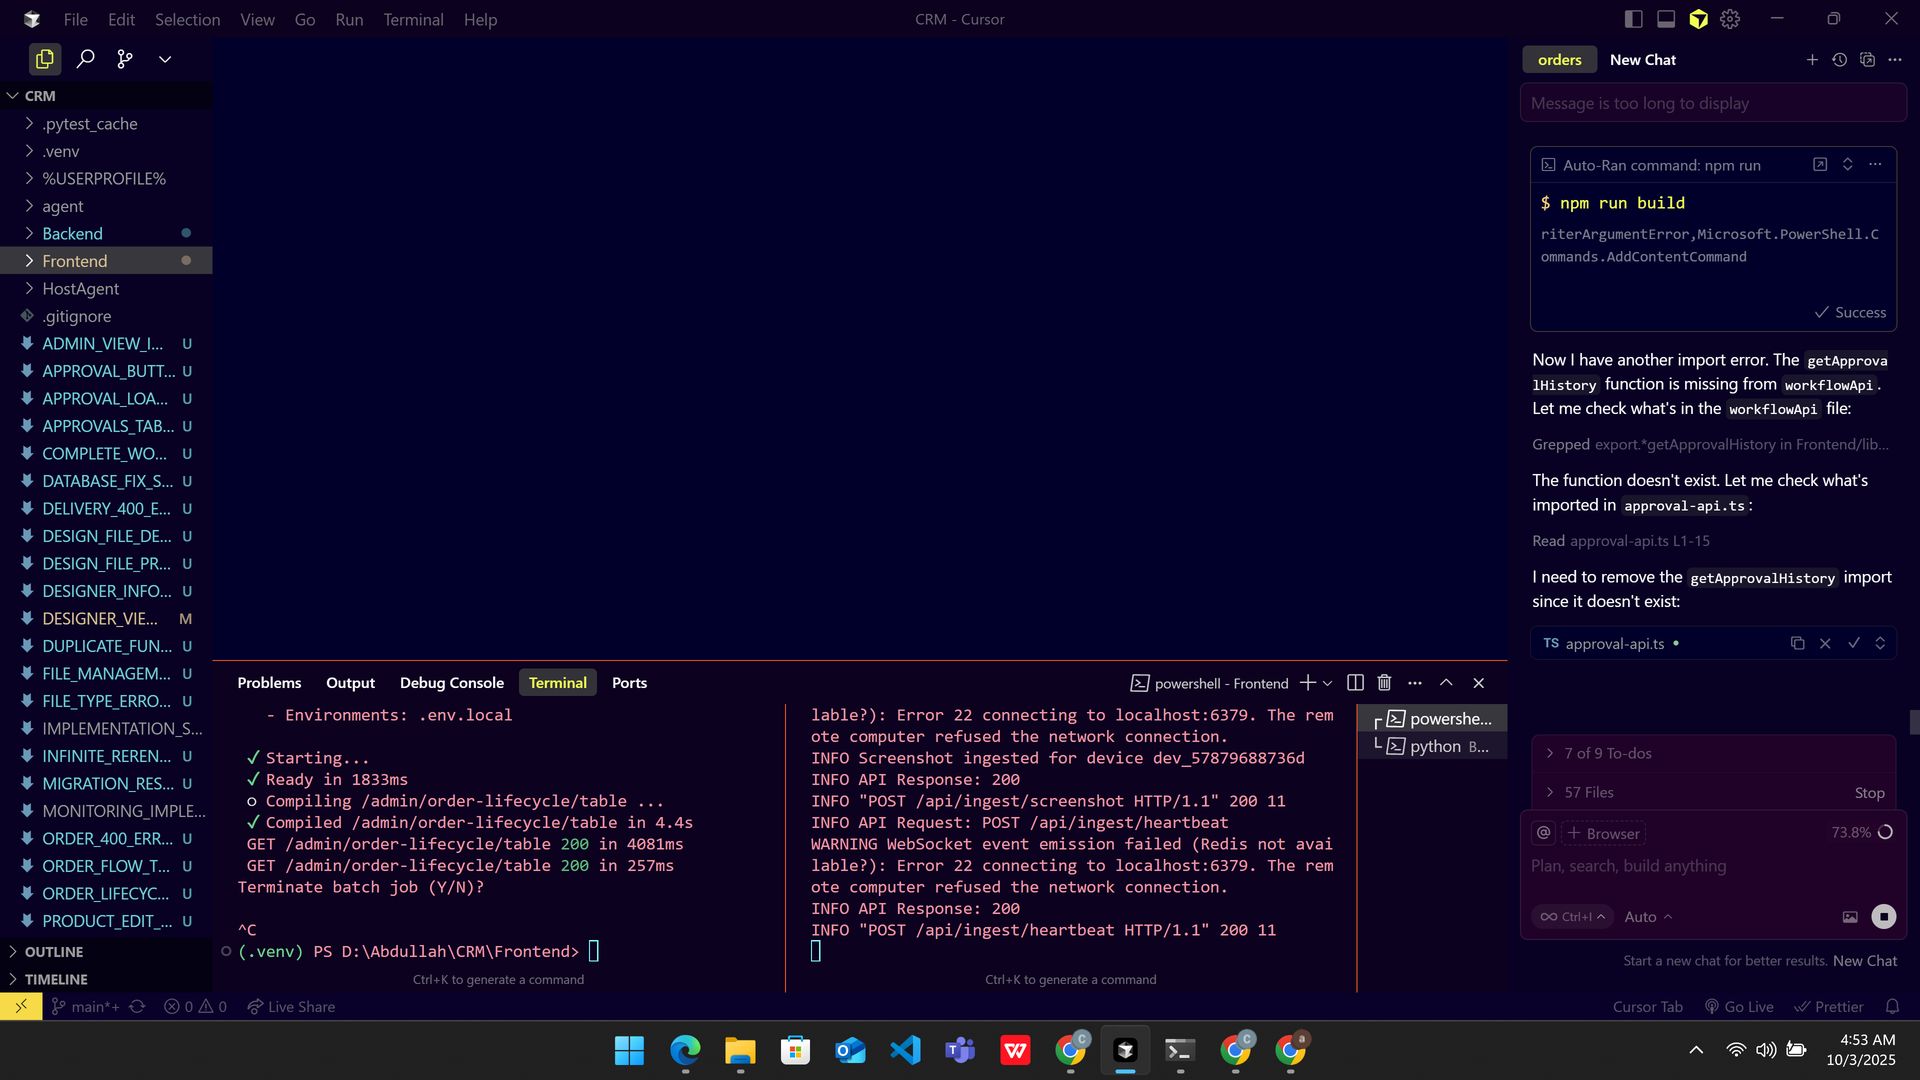 File Edit Selection View Go Run Terminal Help
CRM - Cursor
CRM
.pytest_cache
.venv
%USERPROFILE%
agent
Backend
Frontend
HostAgent
.gitignore
ADMIN_VIEW_I... U
APPROVAL_BUTT... U
APPROVAL_LOA... U
APPROVALS_TAB... U
COMPLETE_WO... U
DATABASE_FIX_S... U
DELIVERY_400_E... U
DESIGN_FILE_DE... U
DESIGN_FILE_PR... U
DESIGNER_INFO... U
DESIGNER_VIE... M
DUPLICATE_FUN... U
FILE_MANAGEM... U
FILE_TYPE_ERRO... U
IMPLEMENTATION_S...
INFINITE_REREN... U
MIGRATION_RES... U
MONITORING_IMPLE...
ORDER_400_ERR... U
ORDER_FLOW_T... U
ORDER_LIFECYC... U
PRODUCT_EDIT_... U
OUTLINE
TIMELINE
Problems Output Debug Console Terminal Ports
powershell - Frontend
- Environments: .env.local
✓ Starting...
✓ Ready in 1833ms
○ Compiling /admin/order-lifecycle/table ...
✓ Compiled /admin/order-lifecycle/table in 4.4s
GET /admin/order-lifecycle/table 200 in 4081ms
GET /admin/order-lifecycle/table 200 in 257ms
Terminate batch job (Y/N)?
^C
(.venv) PS D:\Abdullah\CRM\Frontend>
Ctrl+K to generate a command
lable?): Error 22 connecting to localhost:6379. The rem
ote computer refused the network connection.
INFO Screenshot ingested for device dev_57879688736d
INFO API Response: 200
INFO "POST /api/ingest/screenshot HTTP/1.1" 200 11
INFO API Request: POST /api/ingest/heartbeat
WARNING WebSocket event emission failed (Redis not avai
lable?): Error 22 connecting to localhost:6379. The rem
ote computer refused the network connection.
INFO API Response: 200
INFO "POST /api/ingest/heartbeat HTTP/1.1" 200 11
Ctrl+K to generate a command
powershe...
python B...
orders New Chat
Message is too long to display
Auto-Ran command: npm run
$ npm run build
riterArgumentError,Microsoft.PowerShell.C
ommands.AddContentCommand
Success
Now I have another import error. The getApprova
lHistory function is missing from workflowApi.
Let me check what's in the workflowApi file:
Grepped export.*getApprovalHistory in Frontend/lib...
The function doesn't exist. Let me check what's
imported in approval-api.ts:
Read approval-api.ts L1-15
I need to remove the getApprovalHistory import
since it doesn't exist:
TS approval-api.ts
7 of 9 To-dos
57 Files Stop
@ + Browser 73.8%
Plan, search, build anything
Ctrl+I Auto
Start a new chat for better results. New Chat
main*+ 0 0 Live Share
Cursor Tab Go Live Prettier
4:53 AM
10/3/2025